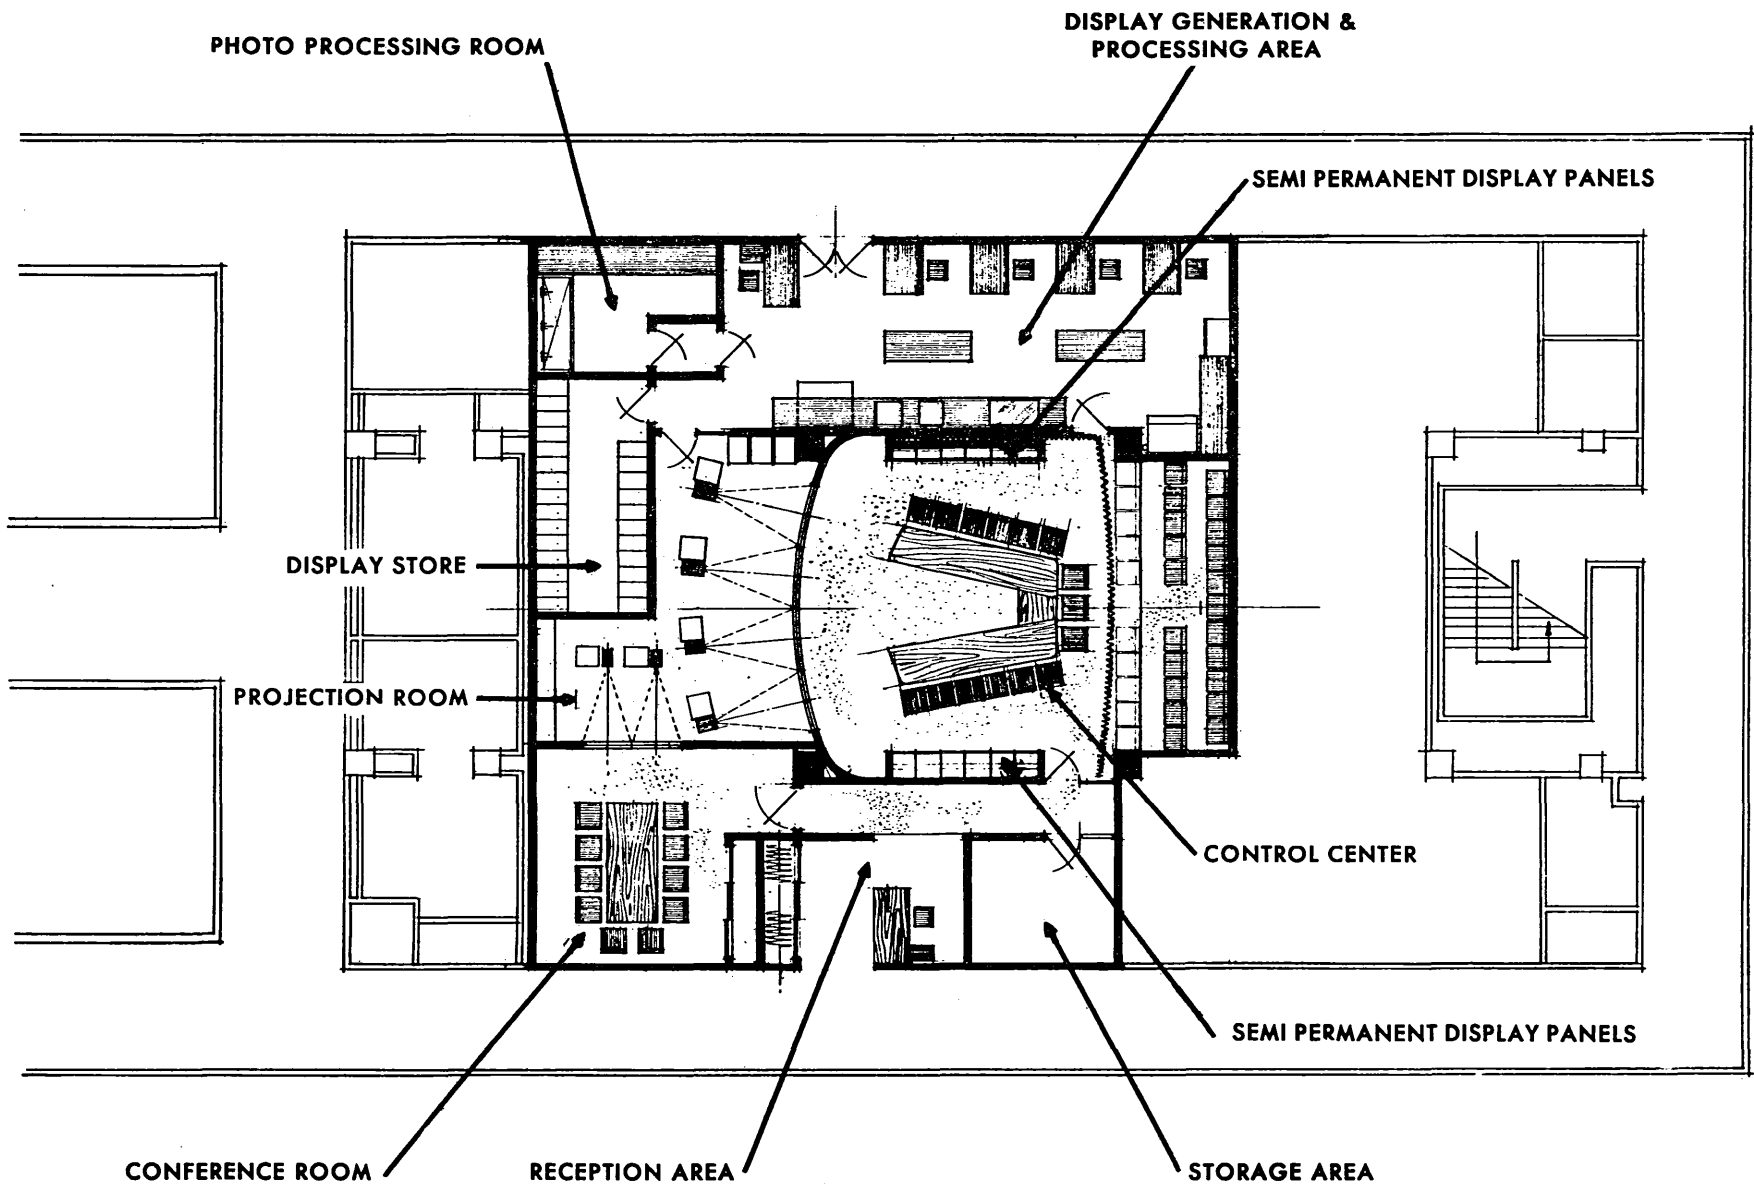 DISPLAY GENERATION &
PROCESSING AREA
PHOTO PROCESSING ROOM
SEMI PERMANENT DISPLAY PANELS
DISPLAY STORE
PROJECTION ROOM
CONTROL CENTER
SEMI PERMANENT DISPLAY PANELS
CONFERENCE ROOM
RECEPTION AREA
STORAGE AREA